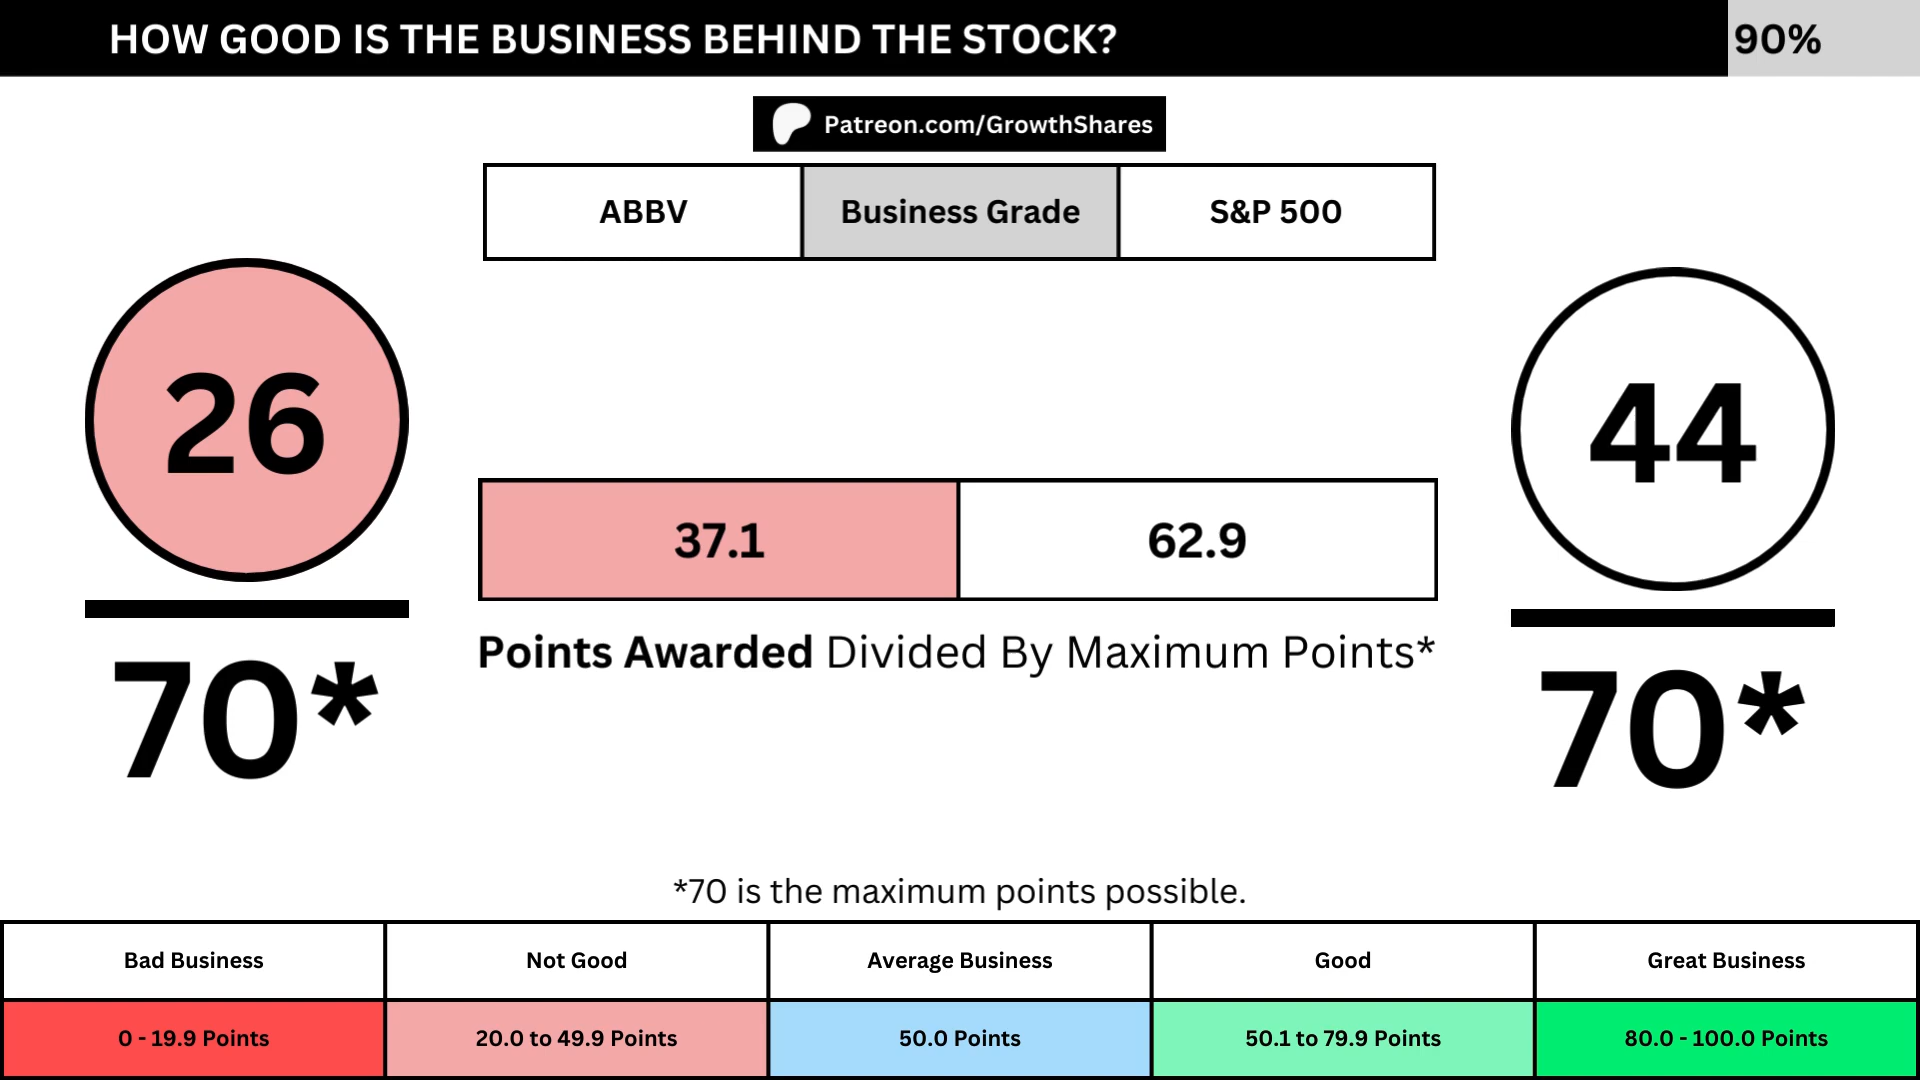 HOW GOOD IS THE BUSINESS BEHIND THE STOCK?
90%
Patreon.com/GrowthShares
ABBV
Business Grade
S&P 500
26
70*
37.1
62.9
Points Awarded Divided By Maximum Points*
44
70*
*70 is the maximum points possible.
Bad Business
Not Good
Average Business
Good
Great Business
0 - 19.9 Points
20.0 to 49.9 Points
50.0 Points
50.1 to 79.9 Points
80.0 - 100.0 Points